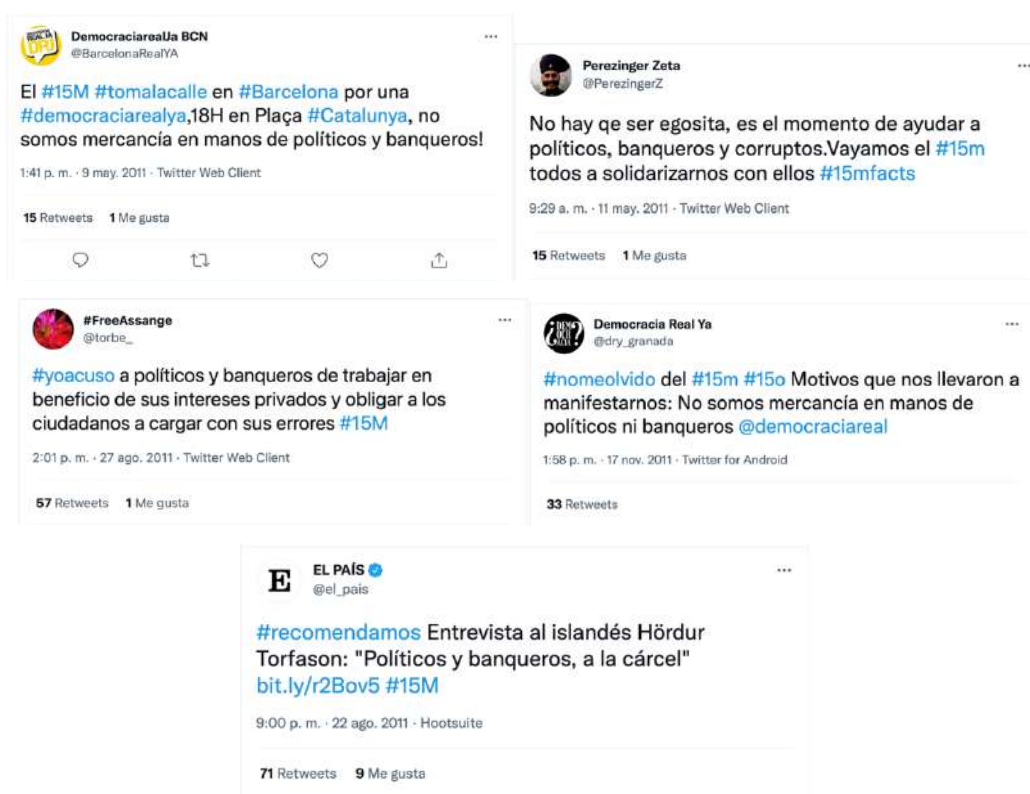 DemocraciarealJa BCN
@BarcelonaRealYA
El #15M #tomalacalle en #Barcelona por una
#democraciarealya,18H en Plaça #Catalunya, no
somos mercancía en manos de políticos y banqueros!
1:41 p. m. · 9 may. 2011 · Twitter Web Client
15 Retweets 1 Me gusta
Perezinger Zeta
@PerezingerZ
No hay qe ser egosita, es el momento de ayudar a
políticos, banqueros y corruptos.Vayamos el #15m
todos a solidarizarnos con ellos #15mfacts
9:29 a. m. · 11 may. 2011 · Twitter Web Client
15 Retweets 1 Me gusta
#FreeAssange
@torbe_
#yoacuso a políticos y banqueros de trabajar en
beneficio de sus intereses privados y obligar a los
ciudadanos a cargar con sus errores #15M
2:01 p. m. · 27 ago. 2011 · Twitter Web Client
57 Retweets 1 Me gusta
¿DEMOCRACIA?
Democracia Real Ya
@dry_granada
#nomeolvido del #15m #15o Motivos que nos llevaron a
manifestarnos: No somos mercancía en manos de
políticos ni banqueros @democraciareal
1:58 p. m. · 17 nov. 2011 · Twitter for Android
33 Retweets
E
EL PAÍS
@el_pais
#recomendamos Entrevista al islandés Hördur
Torfason: "Políticos y banqueros, a la cárcel"
bit.ly/r2Bov5 #15M
9:00 p. m. · 22 ago. 2011 · Hootsuite
71 Retweets 9 Me gusta